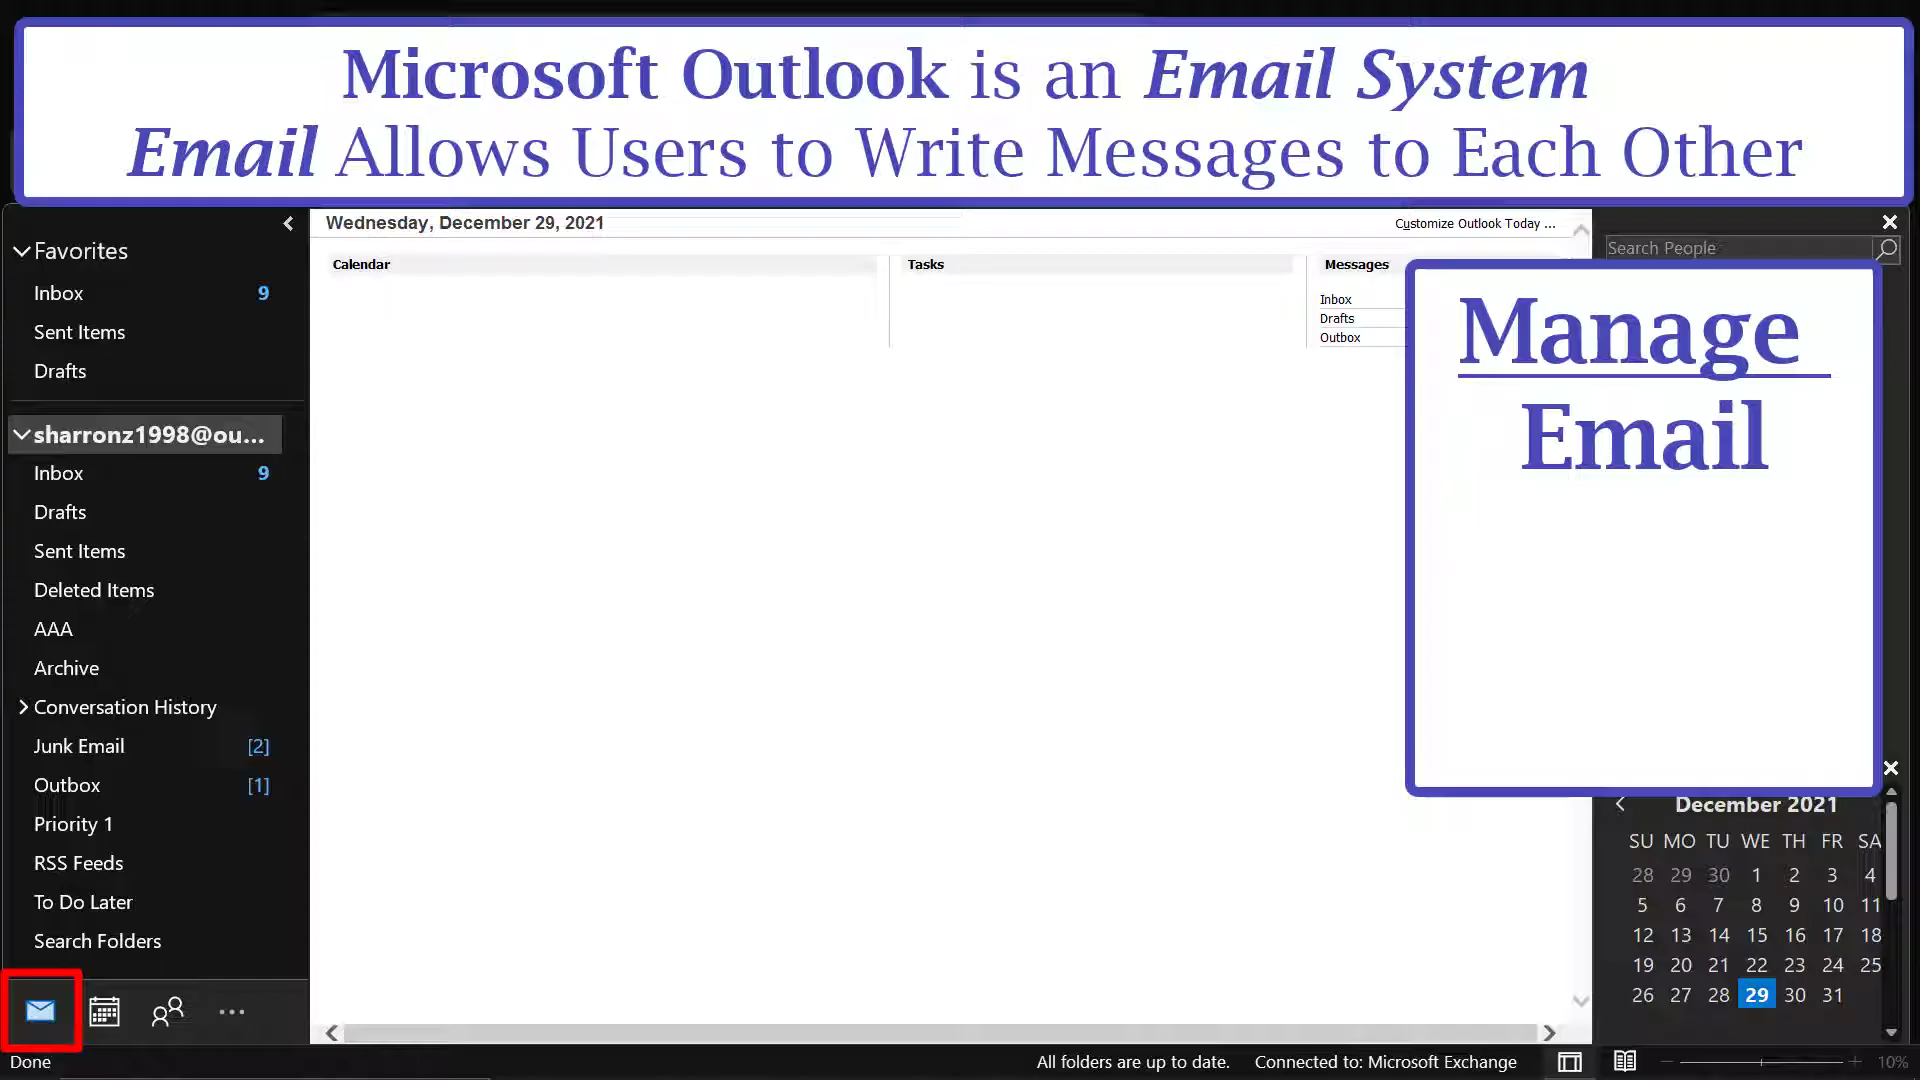 Microsoft Outlook is an Email System
Email Allows Users to Write Messages to Each Other
Favorites
Inbox 9
Sent Items
Drafts
sharronz1998@ou...
Inbox 9
Drafts
Sent Items
Deleted Items
AAA
Archive
Conversation History
Junk Email [2]
Outbox [1]
Priority 1
RSS Feeds
To Do Later
Search Folders
Wednesday, December 29, 2021
Customize Outlook Today ...
Calendar
Tasks
Messages
Inbox
Drafts
Outbox
Search People
Manage
Email
December 2021
SU MO TU WE TH FR SA
28 29 30 1 2 3 4
5 6 7 8 9 10 11
12 13 14 15 16 17 18
19 20 21 22 23 24 25
26 27 28 29 30 31
Done
All folders are up to date.
Connected to: Microsoft Exchange
10%